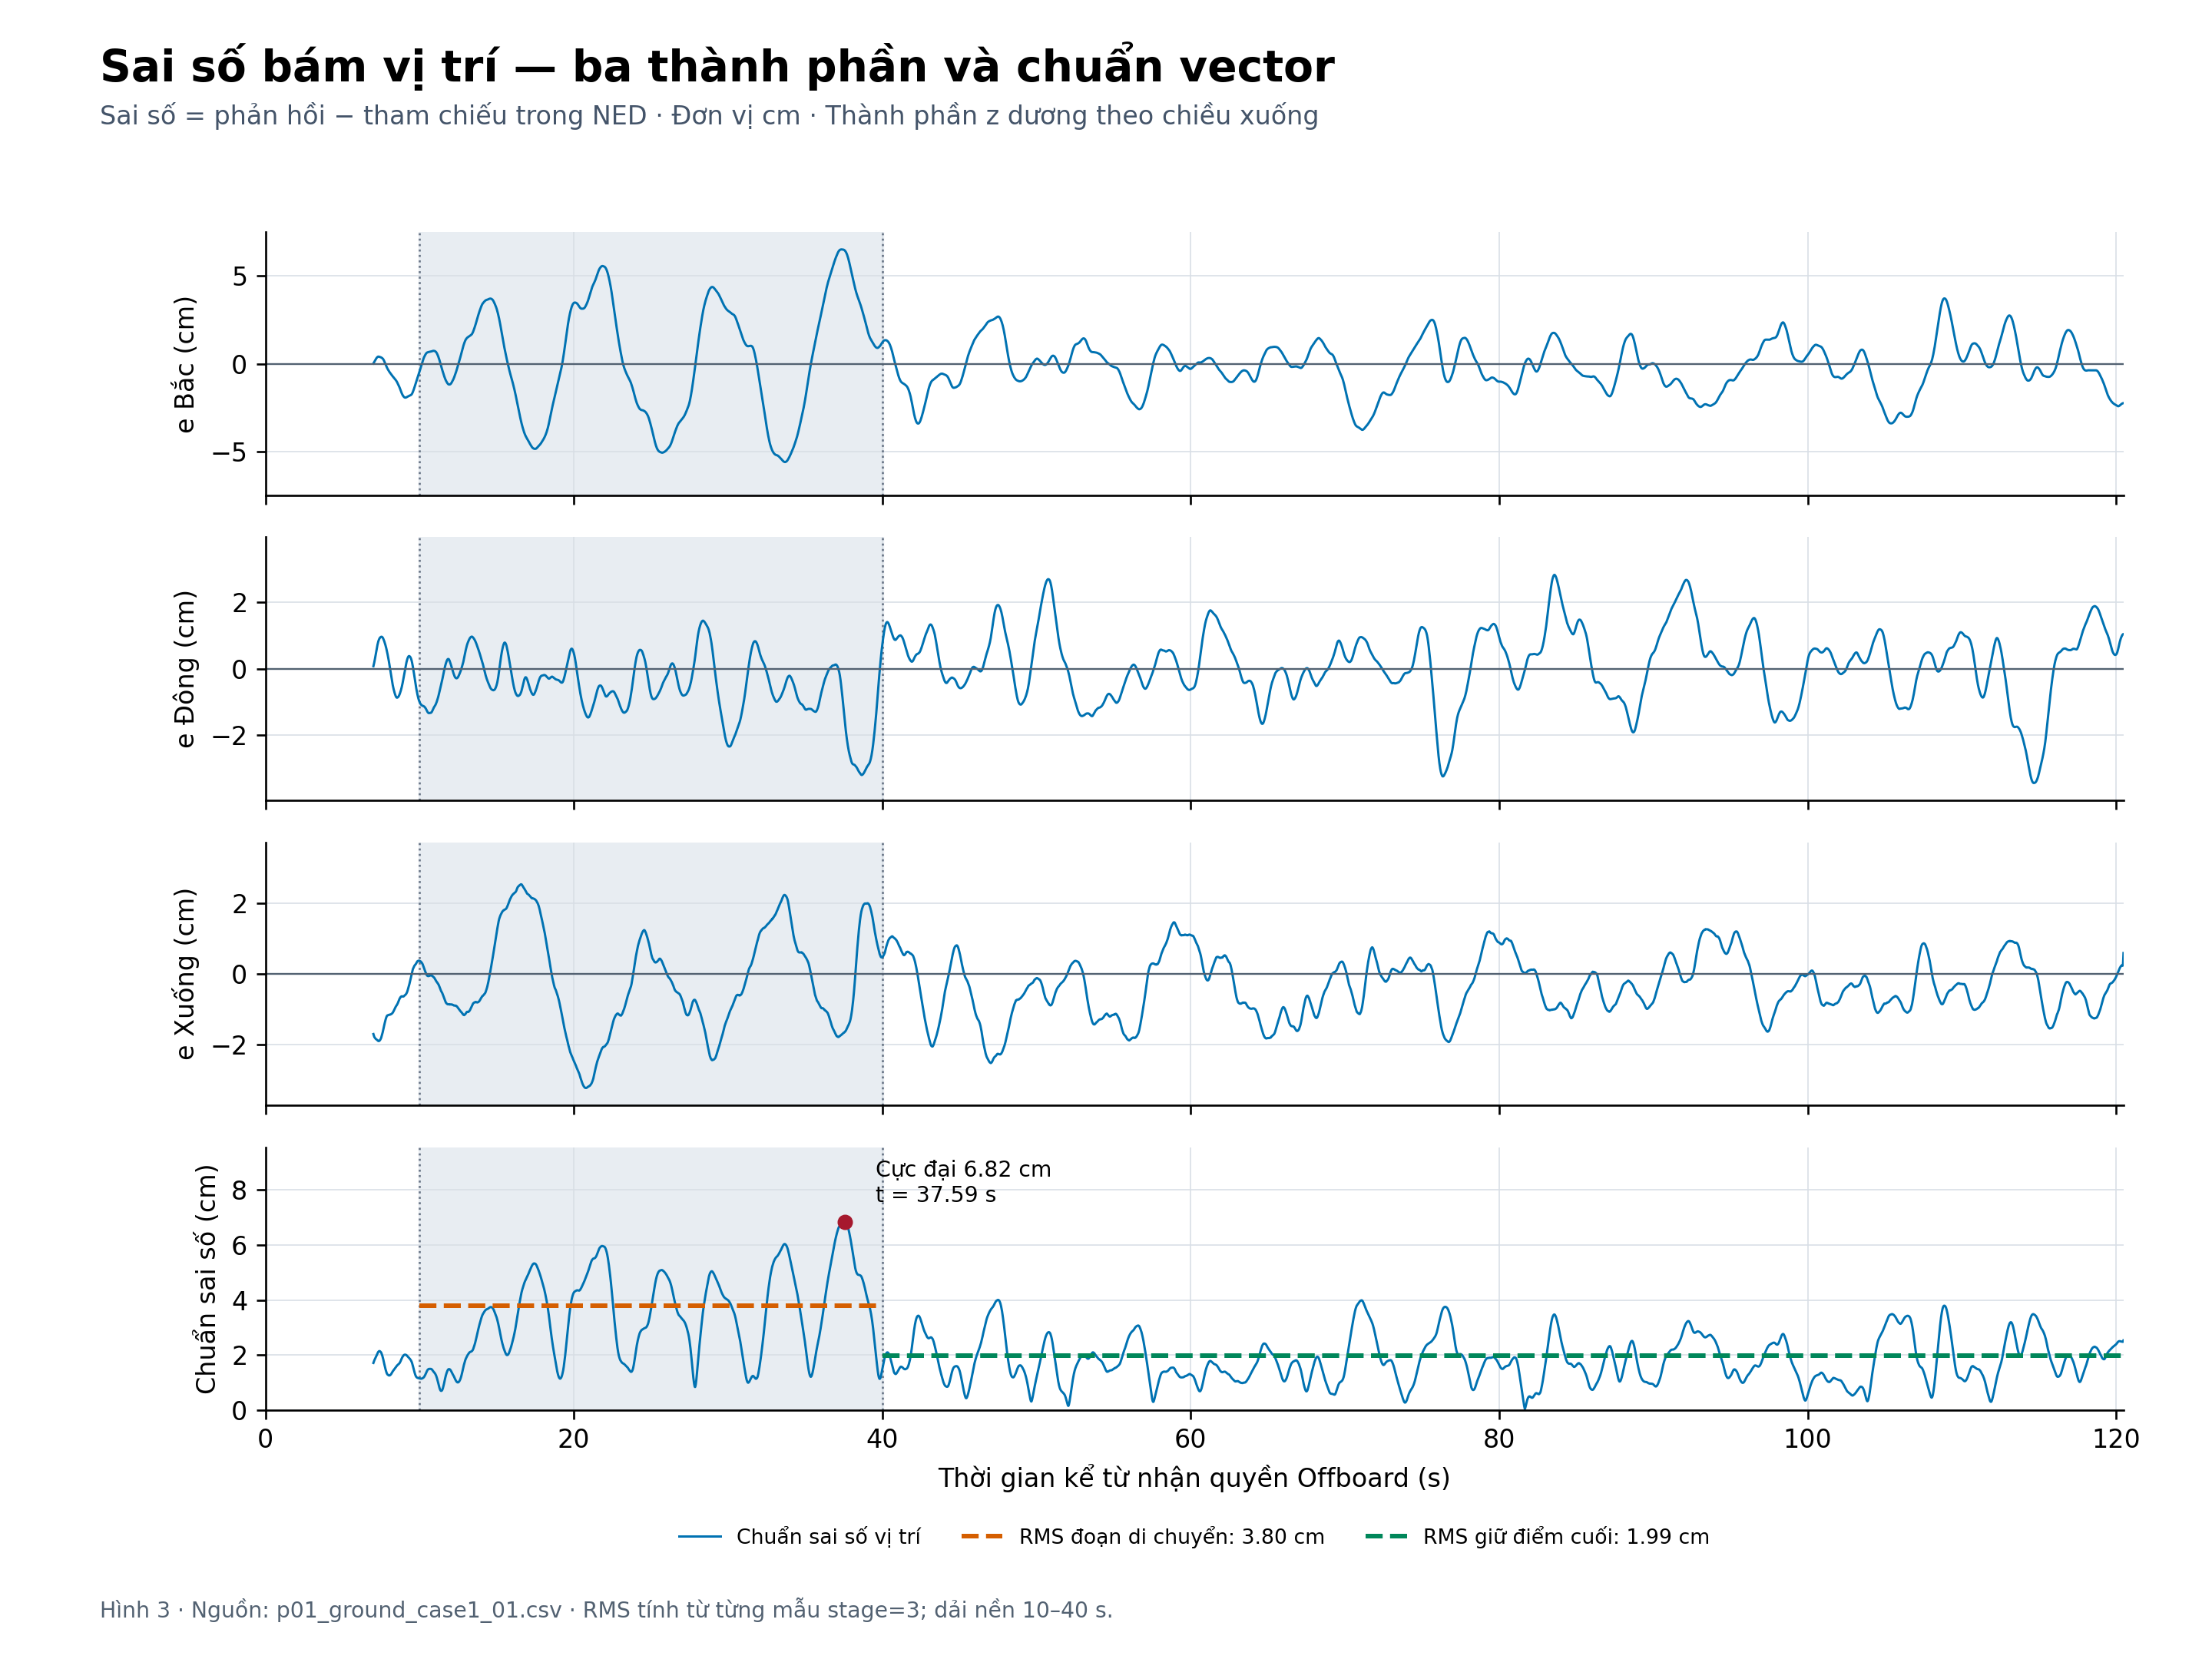 Sai số bám vị trí — ba thành phần và chuẩn vector
Sai số = phản hồi − tham chiếu trong NED · Đơn vị cm · Thành phần z dương theo chiều xuống
e Bắc (cm)
5
0
−5
e Đông (cm)
2
0
−2
e Xuống (cm)
2
0
−2
Chuẩn sai số (cm)
8
6
4
2
0
Cực đại 6.82 cm
t = 37.59 s
0 20 40 60 80 100 120
Thời gian kể từ nhận quyền Offboard (s)
Chuẩn sai số vị trí RMS đoạn di chuyển: 3.80 cm RMS giữ điểm cuối: 1.99 cm
Hình 3 · Nguồn: p01_ground_case1_01.csv · RMS tính từ từng mẫu stage=3; dải nền 10–40 s.